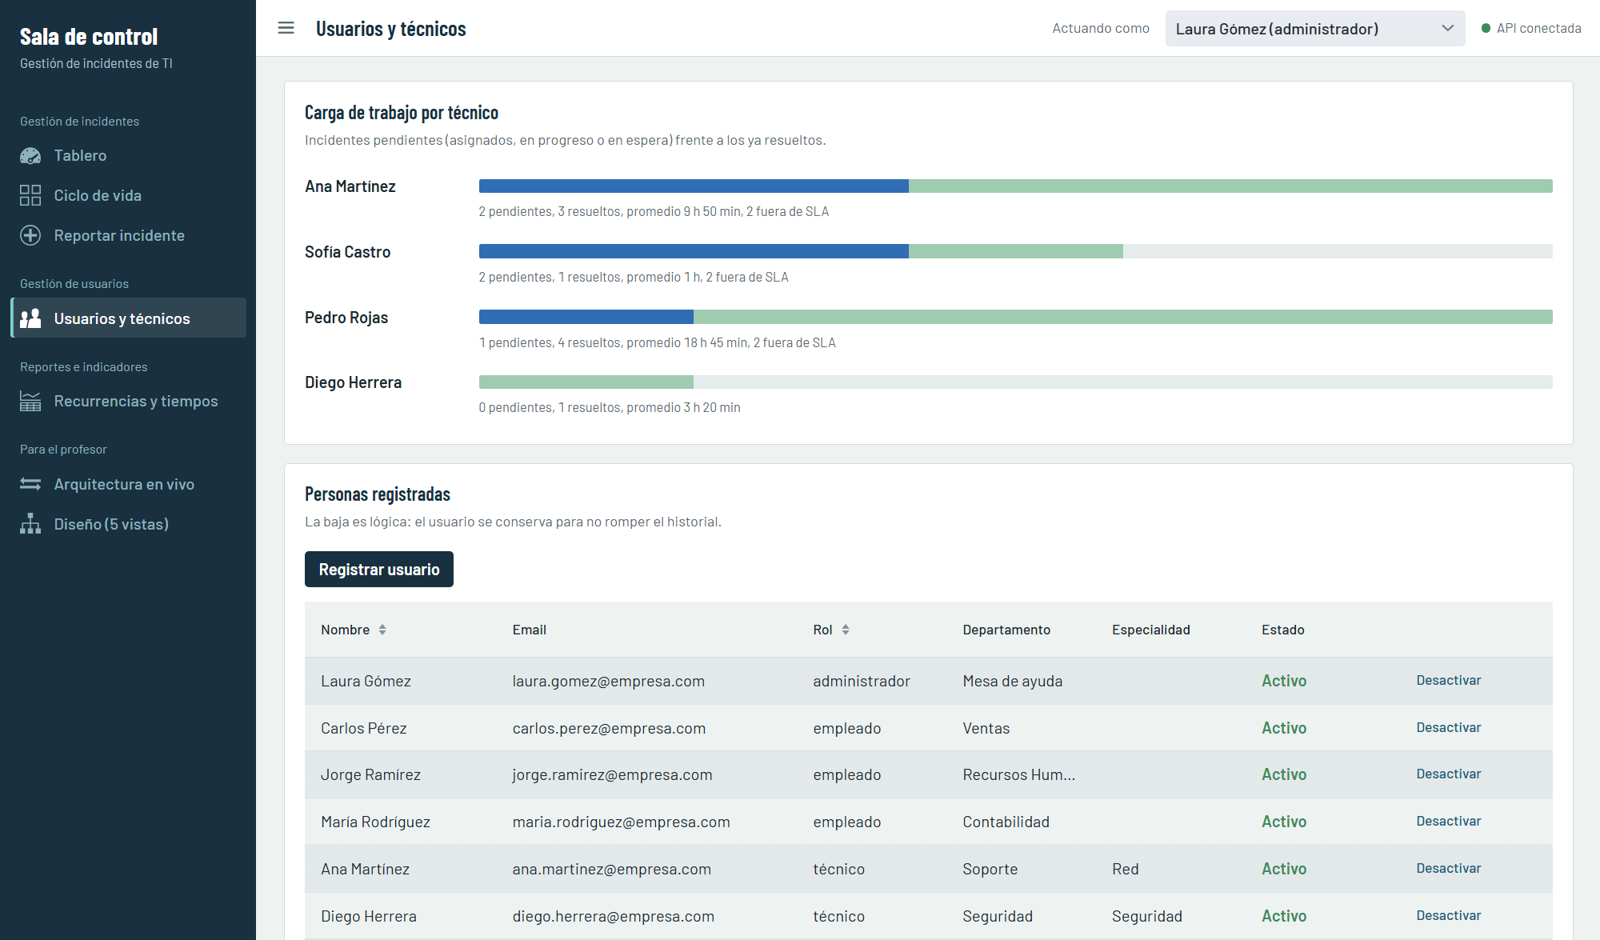 Sala de control
Gestión de incidentes de TI
Gestión de incidentes
Tablero
Ciclo de vida
Reportar incidente
Gestión de usuarios
Usuarios y técnicos
Reportes e indicadores
Recurrencias y tiempos
Para el profesor
Arquitectura en vivo
Diseño (5 vistas)
Usuarios y técnicos
Actuando como
Laura Gómez (administrador)
API conectada
Carga de trabajo por técnico
Incidentes pendientes (asignados, en progreso o en espera) frente a los ya resueltos.
Ana Martínez
2 pendientes, 3 resueltos, promedio 9 h 50 min, 2 fuera de SLA
Sofía Castro
2 pendientes, 1 resueltos, promedio 1 h, 2 fuera de SLA
Pedro Rojas
1 pendientes, 4 resueltos, promedio 18 h 45 min, 2 fuera de SLA
Diego Herrera
0 pendientes, 1 resueltos, promedio 3 h 20 min
Personas registradas
La baja es lógica: el usuario se conserva para no romper el historial.
Registrar usuario
Nombre Email Rol Departamento Especialidad Estado
Laura Gómez laura.gomez@empresa.com administrador Mesa de ayuda Activo Desactivar
Carlos Pérez carlos.perez@empresa.com empleado Ventas Activo Desactivar
Jorge Ramírez jorge.ramirez@empresa.com empleado Recursos Hum... Activo Desactivar
María Rodríguez maria.rodriguez@empresa.com empleado Contabilidad Activo Desactivar
Ana Martínez ana.martinez@empresa.com técnico Soporte Red Activo Desactivar
Diego Herrera diego.herrera@empresa.com técnico Seguridad Seguridad Activo Desactivar